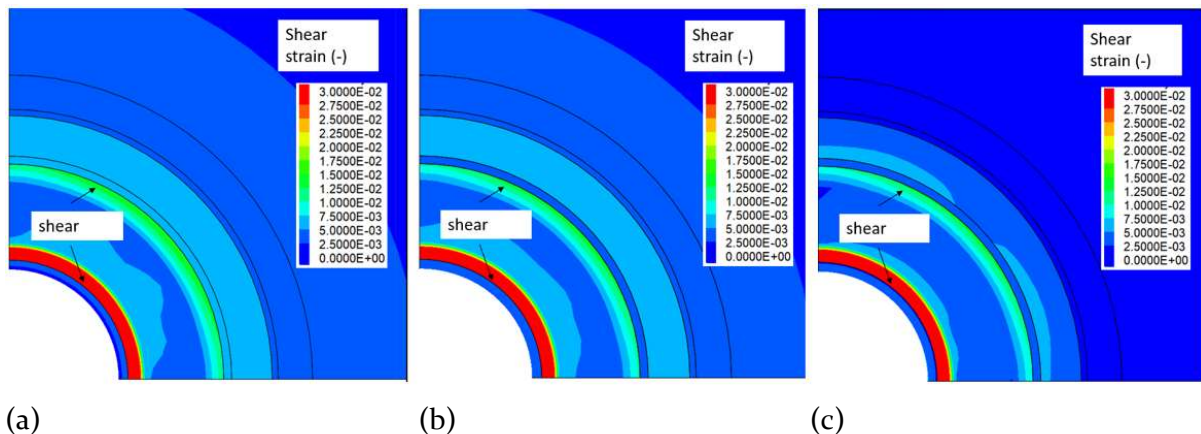 Shear
strain (-)
3.0000E-02
2.7500E-02
2.5000E-02
2.2500E-02
2.0000E-02
1.7500E-02
1.5000E-02
1.2500E-02
1.0000E-02
7.5000E-03
5.0000E-03
2.5000E-03
0.0000E+00
shear
(a)
Shear
strain (-)
3.0000E-02
2.7500E-02
2.5000E-02
2.2500E-02
2.0000E-02
1.7500E-02
1.5000E-02
1.2500E-02
1.0000E-02
7.5000E-03
5.0000E-03
2.5000E-03
0.0000E+00
shear
(b)
Shear
strain (-)
3.0000E-02
2.7500E-02
2.5000E-02
2.2500E-02
2.0000E-02
1.7500E-02
1.5000E-02
1.2500E-02
1.0000E-02
7.5000E-03
5.0000E-03
2.5000E-03
0.0000E+00
shear
(c)